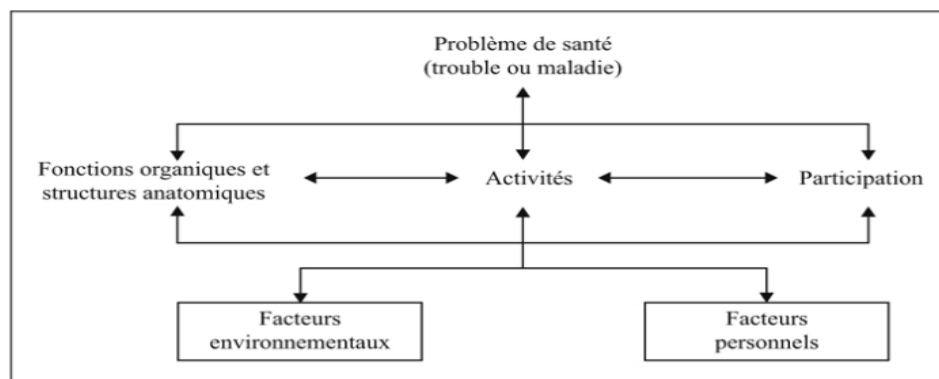 Problème de santé
(trouble ou maladie)
Fonctions organiques et
structures anatomiques
Activités
Participation
Facteurs
environnementaux
Facteurs
personnels